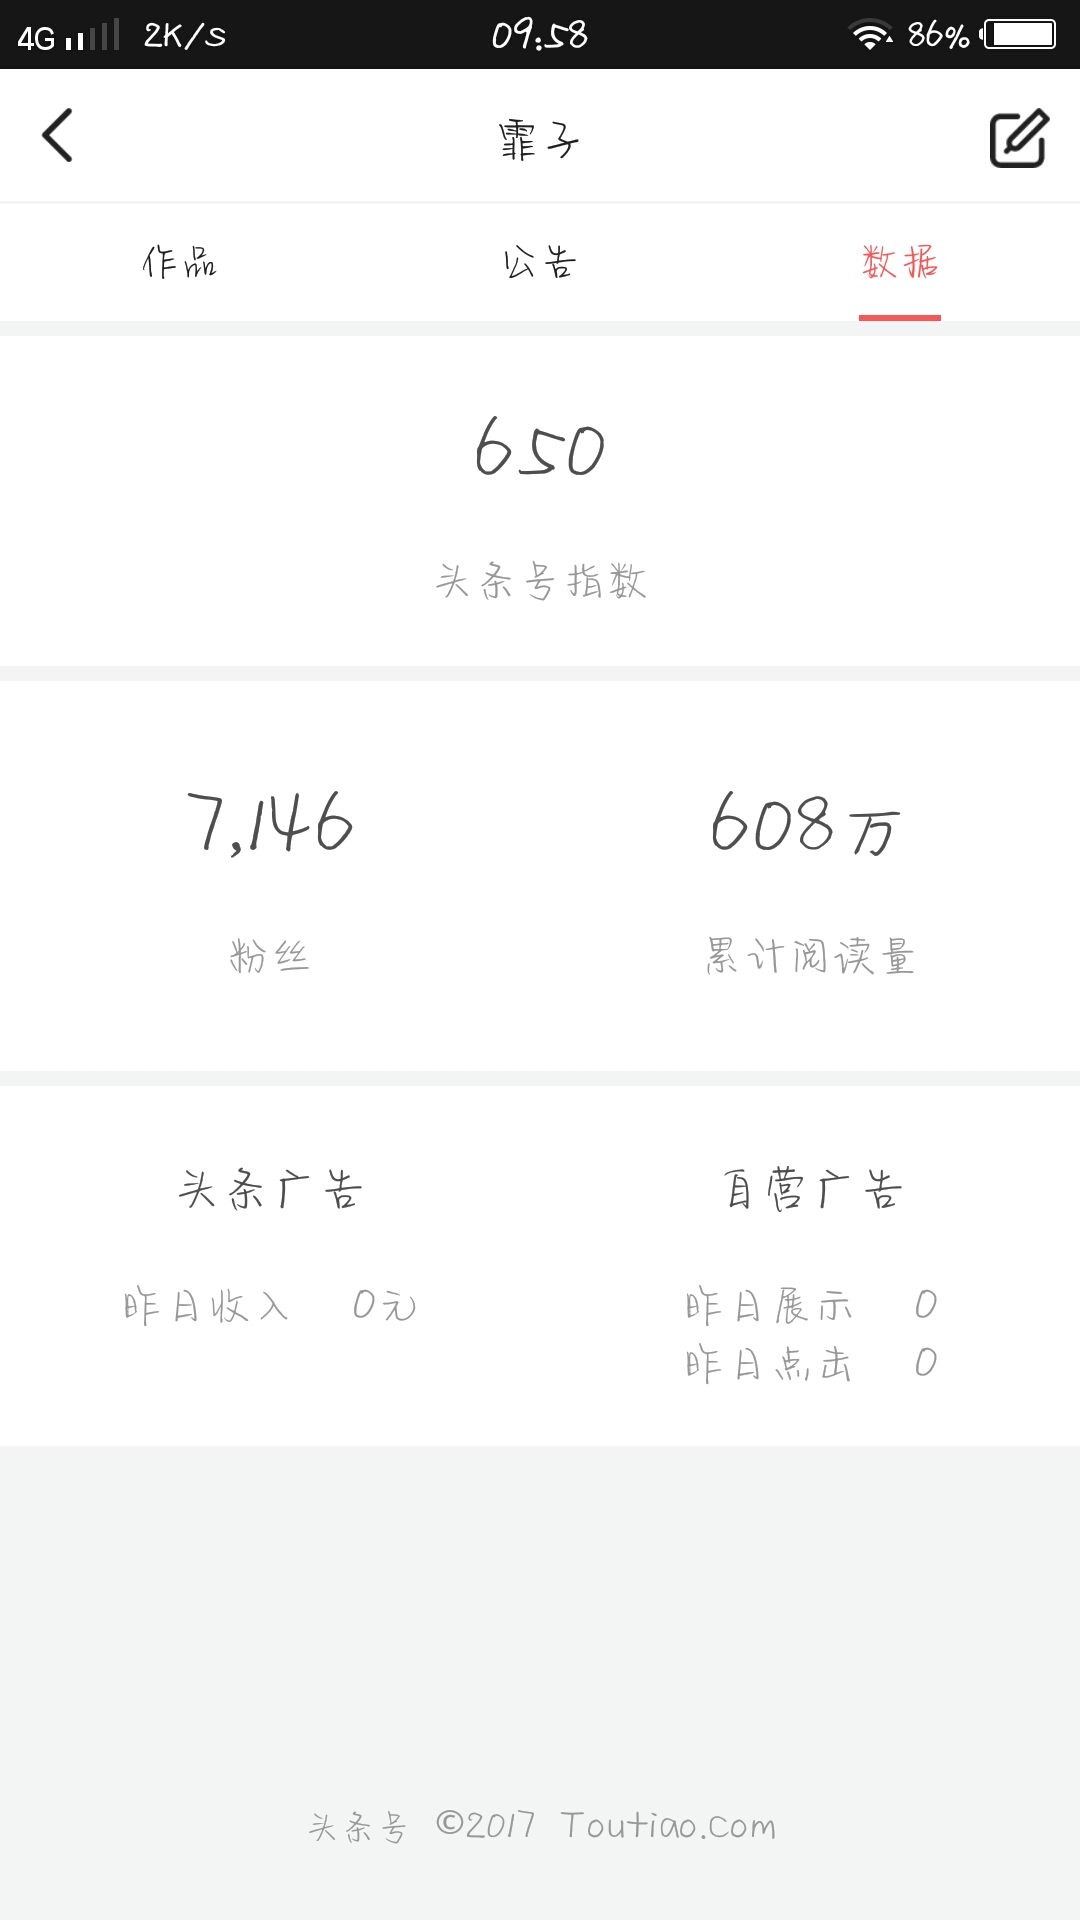 4G 2K/s 09:58 86%
霏子
作品 公告 数据
650
头条号指数
7,146 608万
粉丝 累计阅读量
头条广告 自营广告
昨日收入 0元 昨日展示 0
昨日点击 0
头条号 ©2017 Toutiao.com